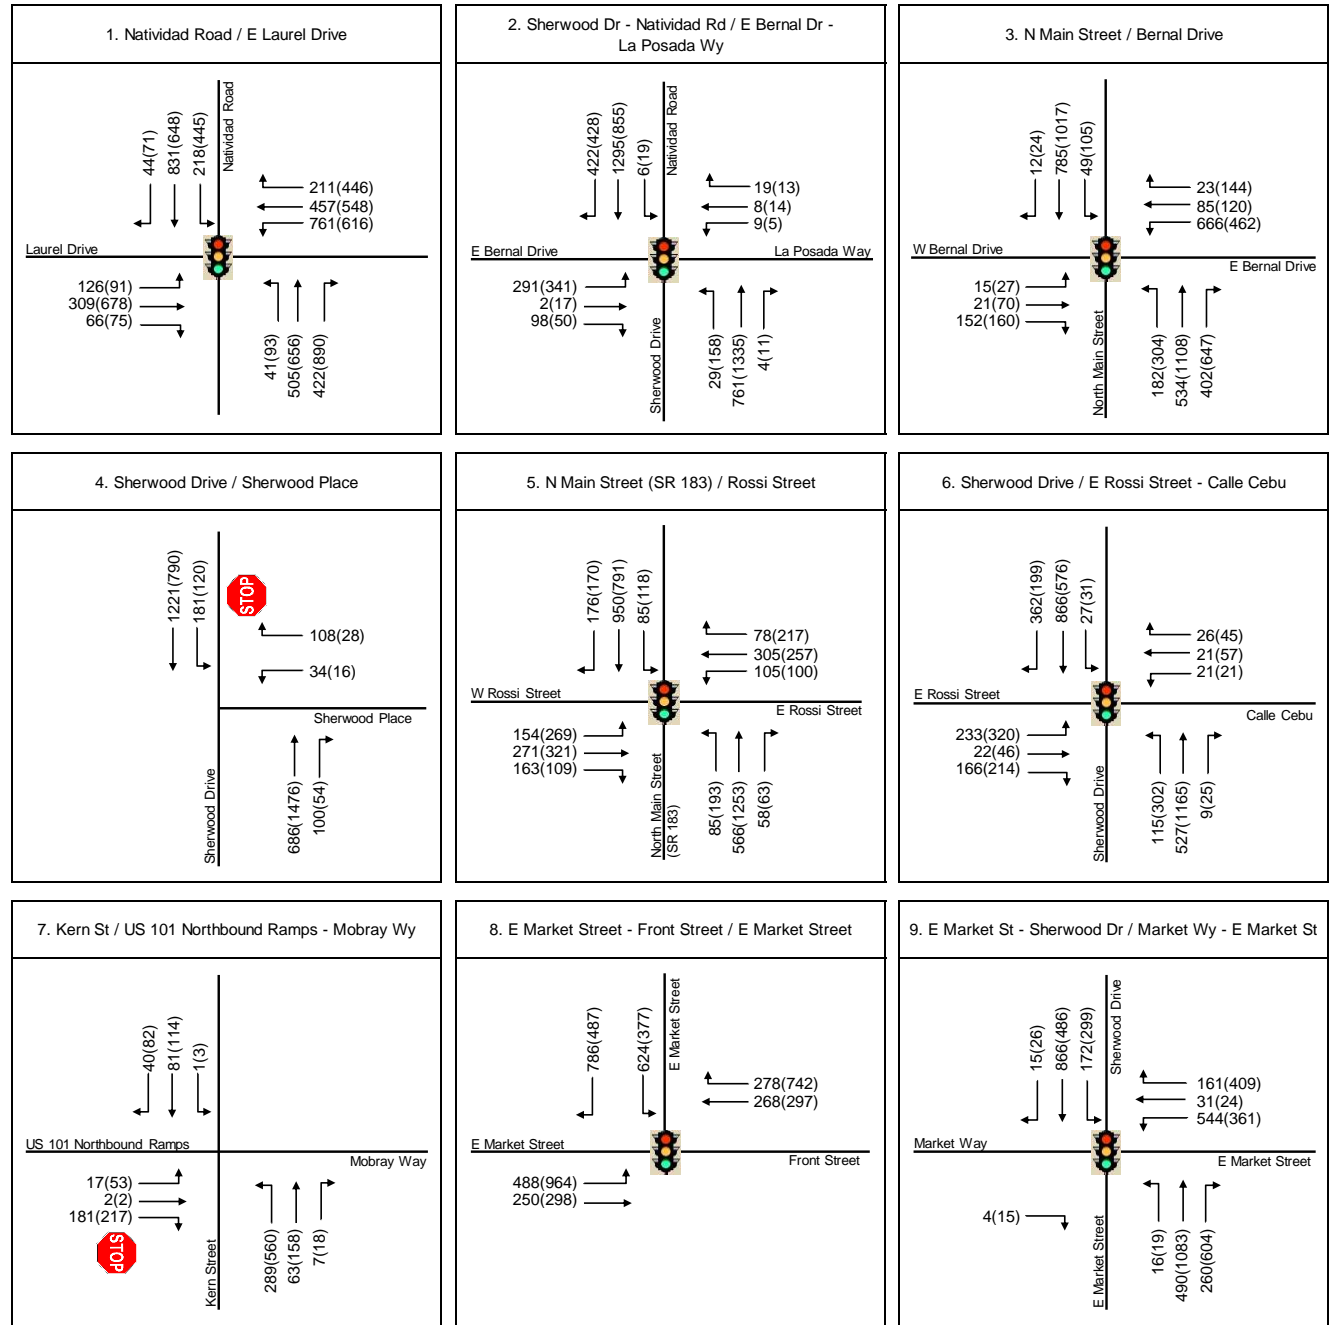 1. Natividad Road / E Laurel Drive
44(71)
831(648)
218(445)
Natividad Road
211(446)
457(548)
761(616)
Laurel Drive
126(91)
309(678)
66(75)
41(93)
505(656)
422(890)
2. Sherwood Dr - Natividad Rd / E Bernal Dr -
La Posada Wy
422(428)
1295(855)
6(19)
Natividad Road
19(13)
8(14)
9(5)
E Bernal Drive
La Posada Way
291(341)
2(17)
98(50)
Sherwood Drive
29(158)
761(1335)
4(11)
3. N Main Street / Bernal Drive
12(24)
785(1017)
49(105)
23(144)
85(120)
666(462)
W Bernal Drive
E Bernal Drive
15(27)
21(70)
152(160)
North Main Street
182(304)
534(1108)
402(647)
4. Sherwood Drive / Sherwood Place
1221(790)
181(120)
STOP
108(28)
34(16)
Sherwood Place
Sherwood Drive
686(1476)
100(54)
5. N Main Street (SR 183) / Rossi Street
176(170)
950(791)
85(118)
78(217)
305(257)
105(100)
W Rossi Street
E Rossi Street
154(269)
271(321)
163(109)
North Main Street
(SR 183)
85(193)
566(1253)
58(63)
6. Sherwood Drive / E Rossi Street - Calle Cebu
362(199)
866(576)
27(31)
26(45)
21(57)
21(21)
E Rossi Street
Calle Cebu
233(320)
22(46)
166(214)
Sherwood Drive
115(302)
527(1165)
9(25)
7. Kern St / US 101 Northbound Ramps - Mobray Wy
40(82)
81(114)
1(3)
US 101 Northbound Ramps
Mobray Way
17(53)
2(2)
181(217)
STOP
Kern Street
289(560)
63(158)
7(18)
8. E Market Street - Front Street / E Market Street
786(487)
624(377)
E Market Street
278(742)
268(297)
E Market Street
Front Street
488(964)
250(298)
9. E Market St - Sherwood Dr / Market Wy - E Market St
15(26)
866(486)
172(299)
Sherwood Drive
161(409)
31(24)
544(361)
Market Way
E Market Street
4(15)
E Market Street
16(19)
490(1083)
260(604)